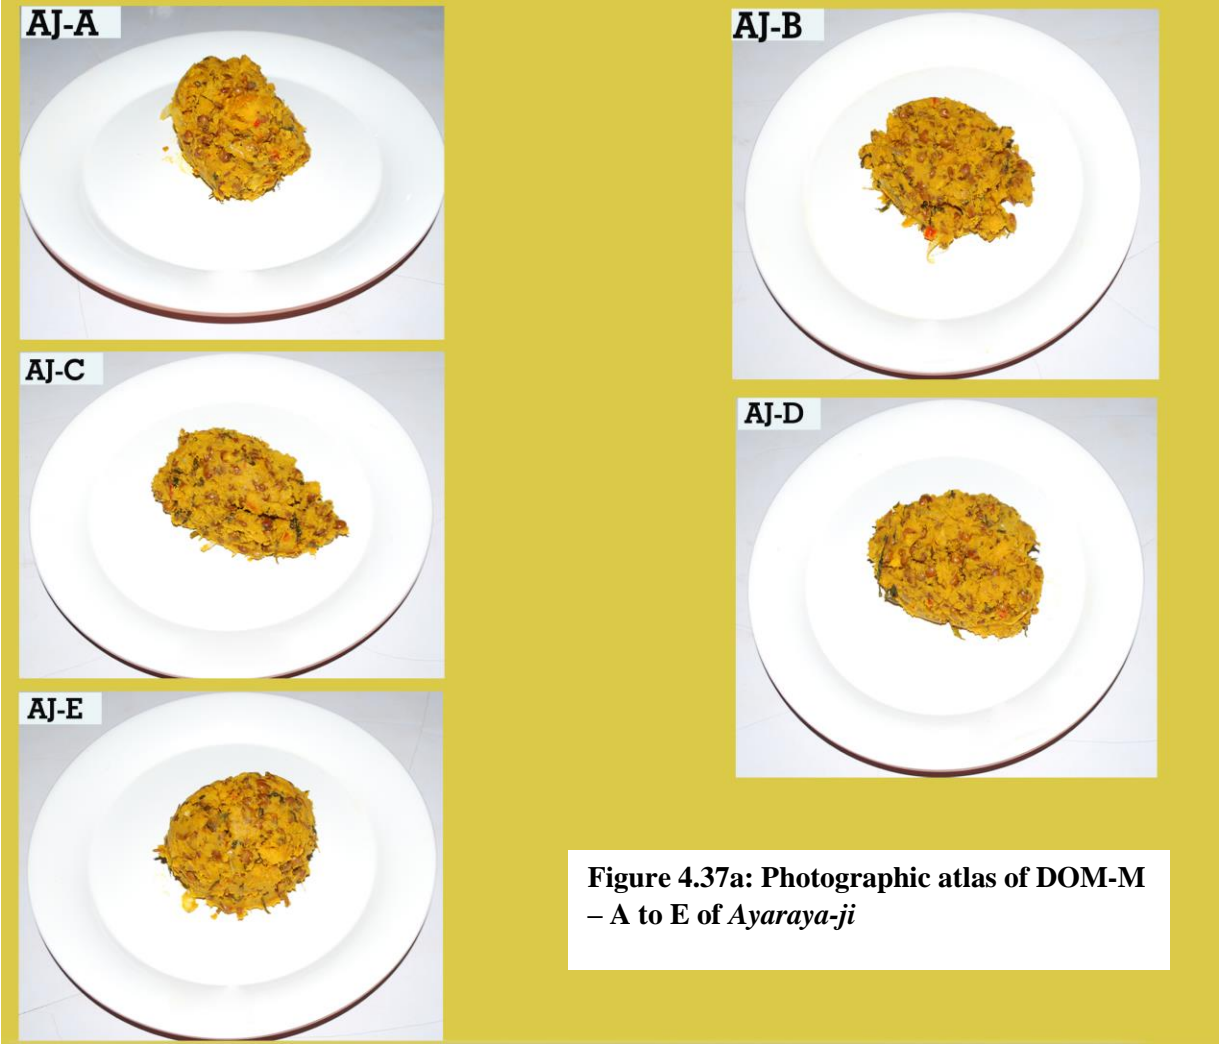 AJ-A
AJ-B
AJ-C
AJ-D
AJ-E
Figure 4.37a: Photographic atlas of DOM-M
– A to E of Ayaraya-ji